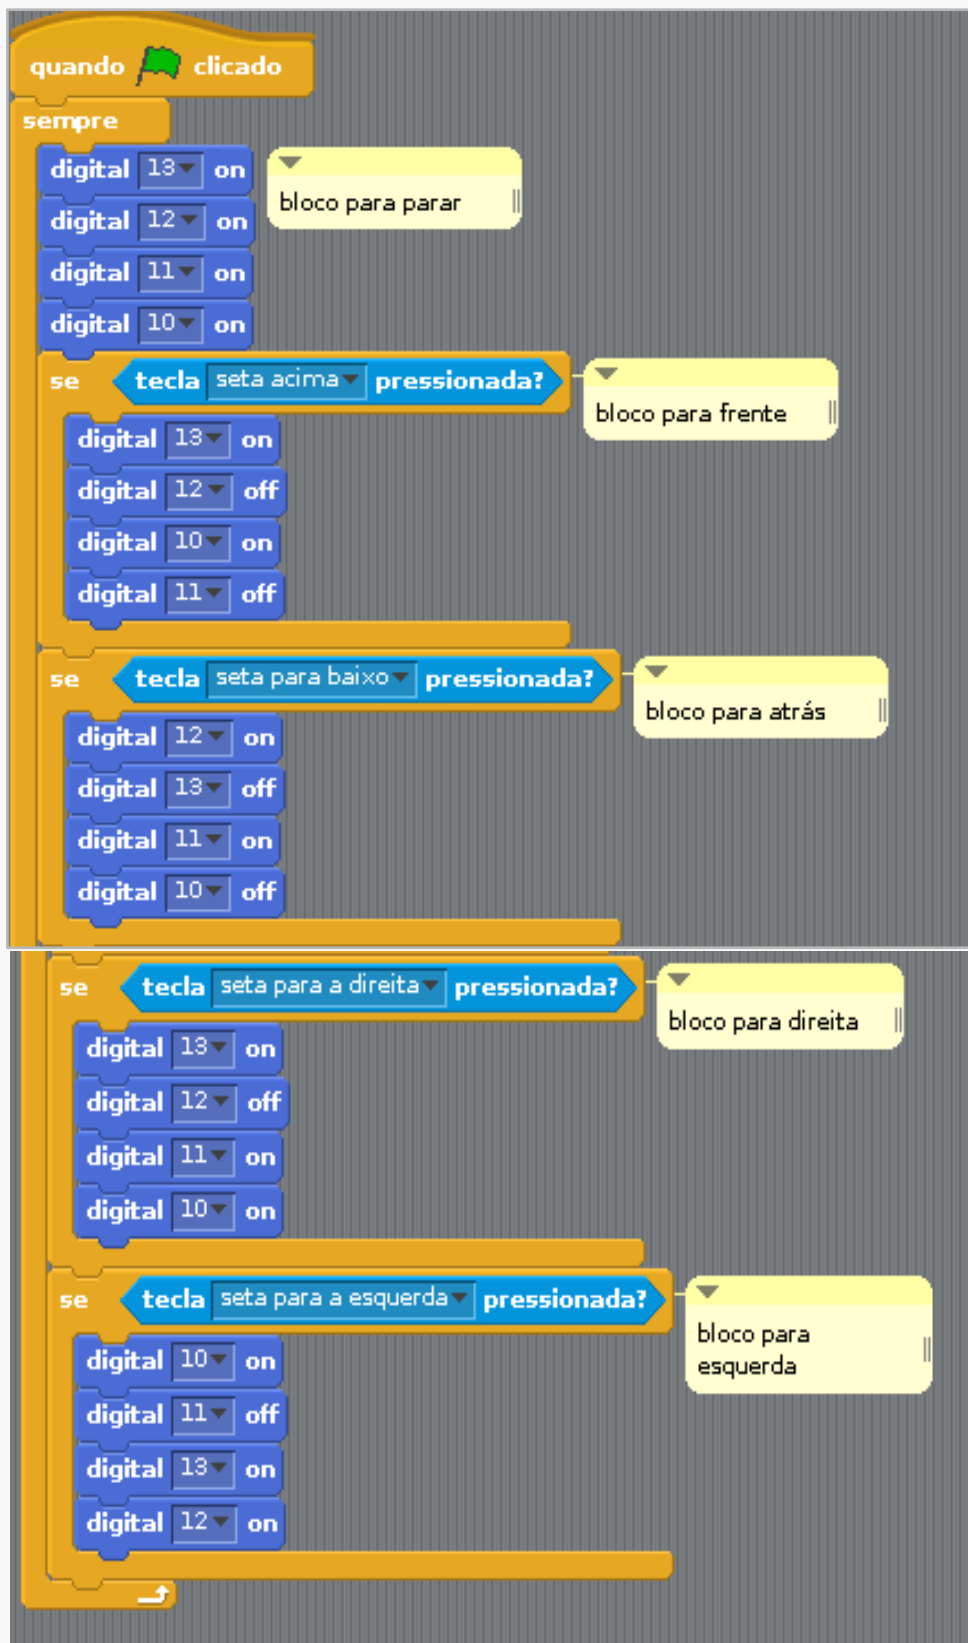 quando clicado
sempre
digital 13 on
bloco para parar
digital 12 on
digital 11 on
digital 10 on
se tecla seta acima pressionada?
bloco para frente
digital 13 on
digital 12 off
digital 10 on
digital 11 off
se tecla seta para baixo pressionada?
bloco para atrás
digital 12 on
digital 13 off
digital 11 on
digital 10 off
se tecla seta para a direita pressionada?
bloco para direita
digital 13 on
digital 12 off
digital 11 on
digital 10 on
se tecla seta para a esquerda pressionada?
bloco para
esquerda
digital 10 on
digital 11 off
digital 13 on
digital 12 on